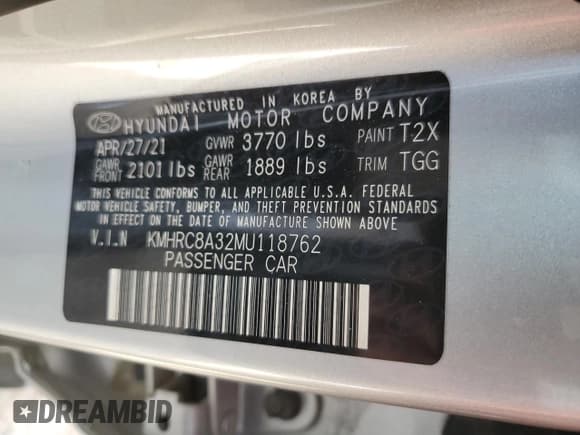 MANUFACTURED IN KOREA BY
HYUNDAI MOTOR COMPANY
APR/27/21 GVWR 3770 lbs PAINT T2X
GAWR FRONT 2101 lbs GAWR REAR 1889 lbs TRIM TGG
THIS VEHICLE CONFORMS TO ALL APPLICABLE U.S.A. FEDERAL
MOTOR VEHICLE SAFETY, BUMPER, AND THEFT PREVENTION STANDARDS
IN EFFECT ON THE DATE OF MANUFACTURE SHOWN ABOVE
V.I.N KMHRC8A32MU118762
PASSENGER CAR
DREAMBID